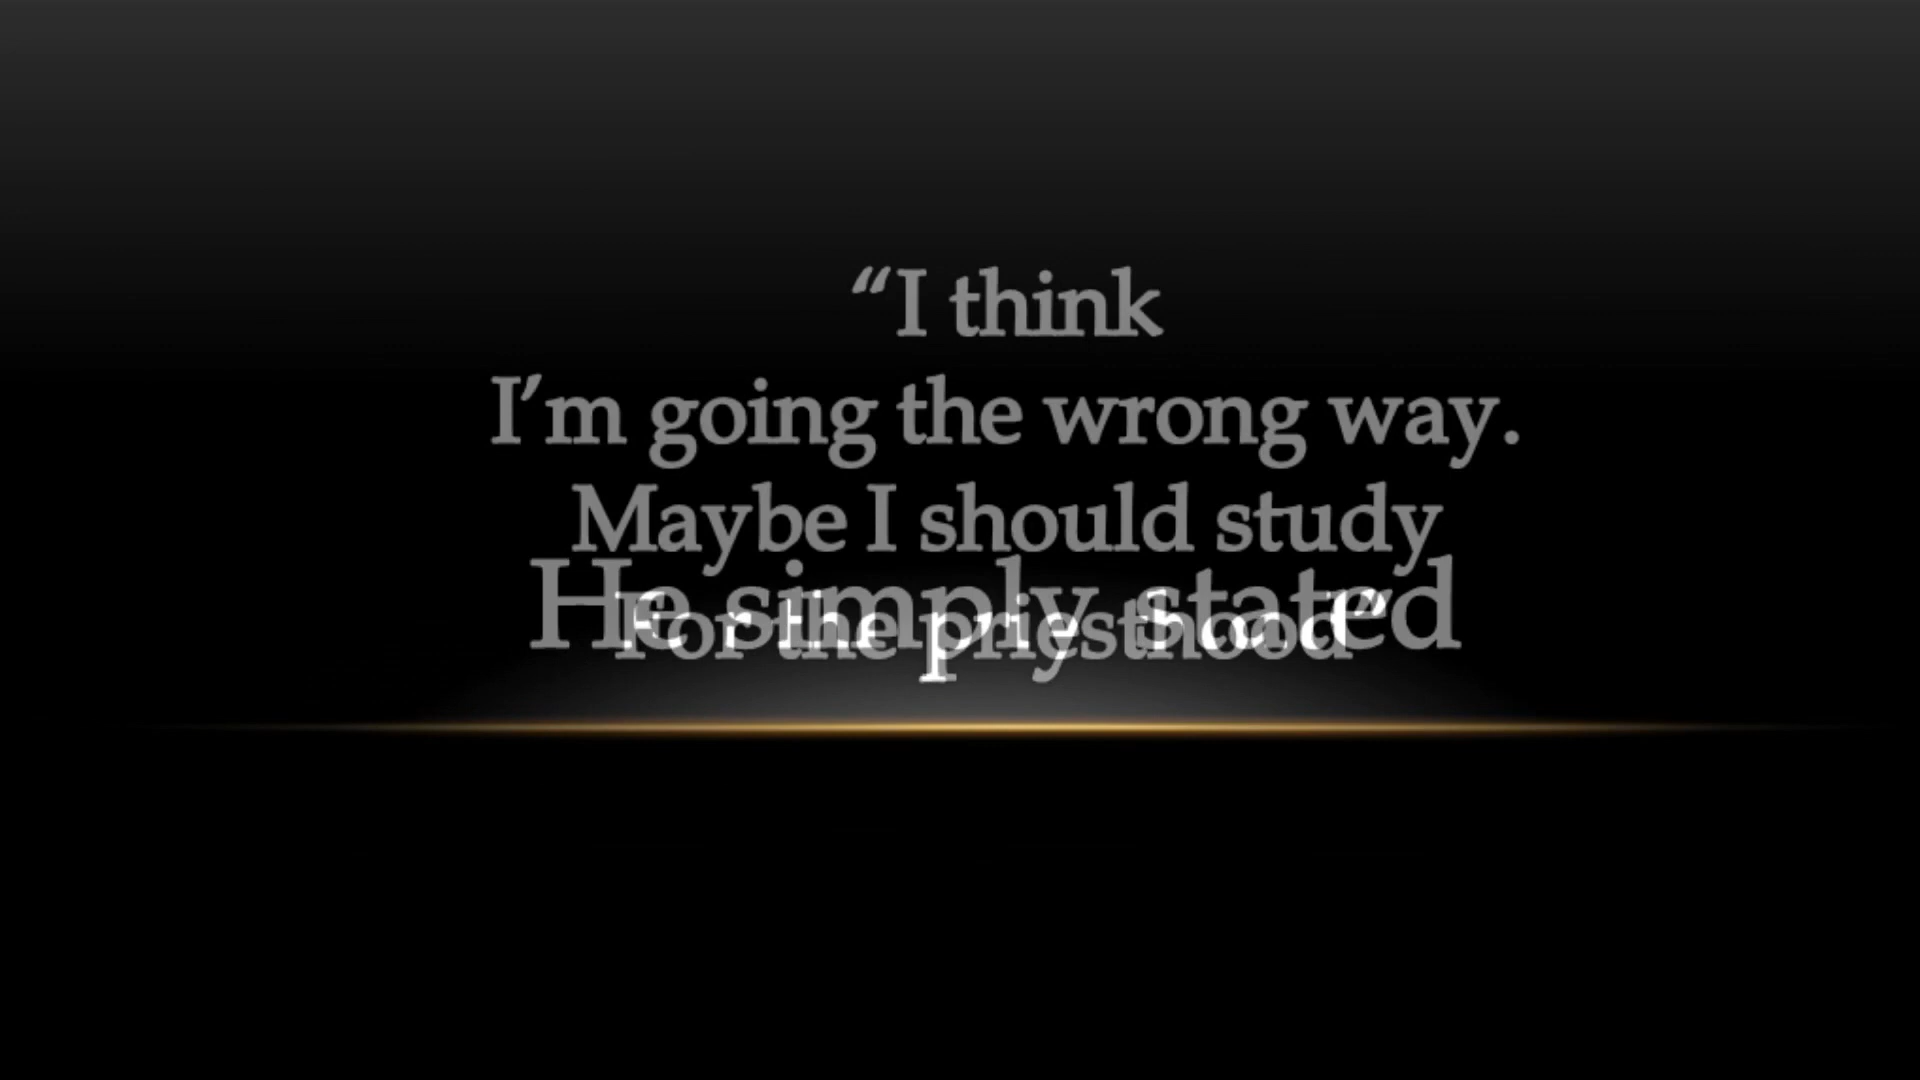 “I think
I’m going the wrong way.
Maybe I should study
He simply stated
For the priesthood”